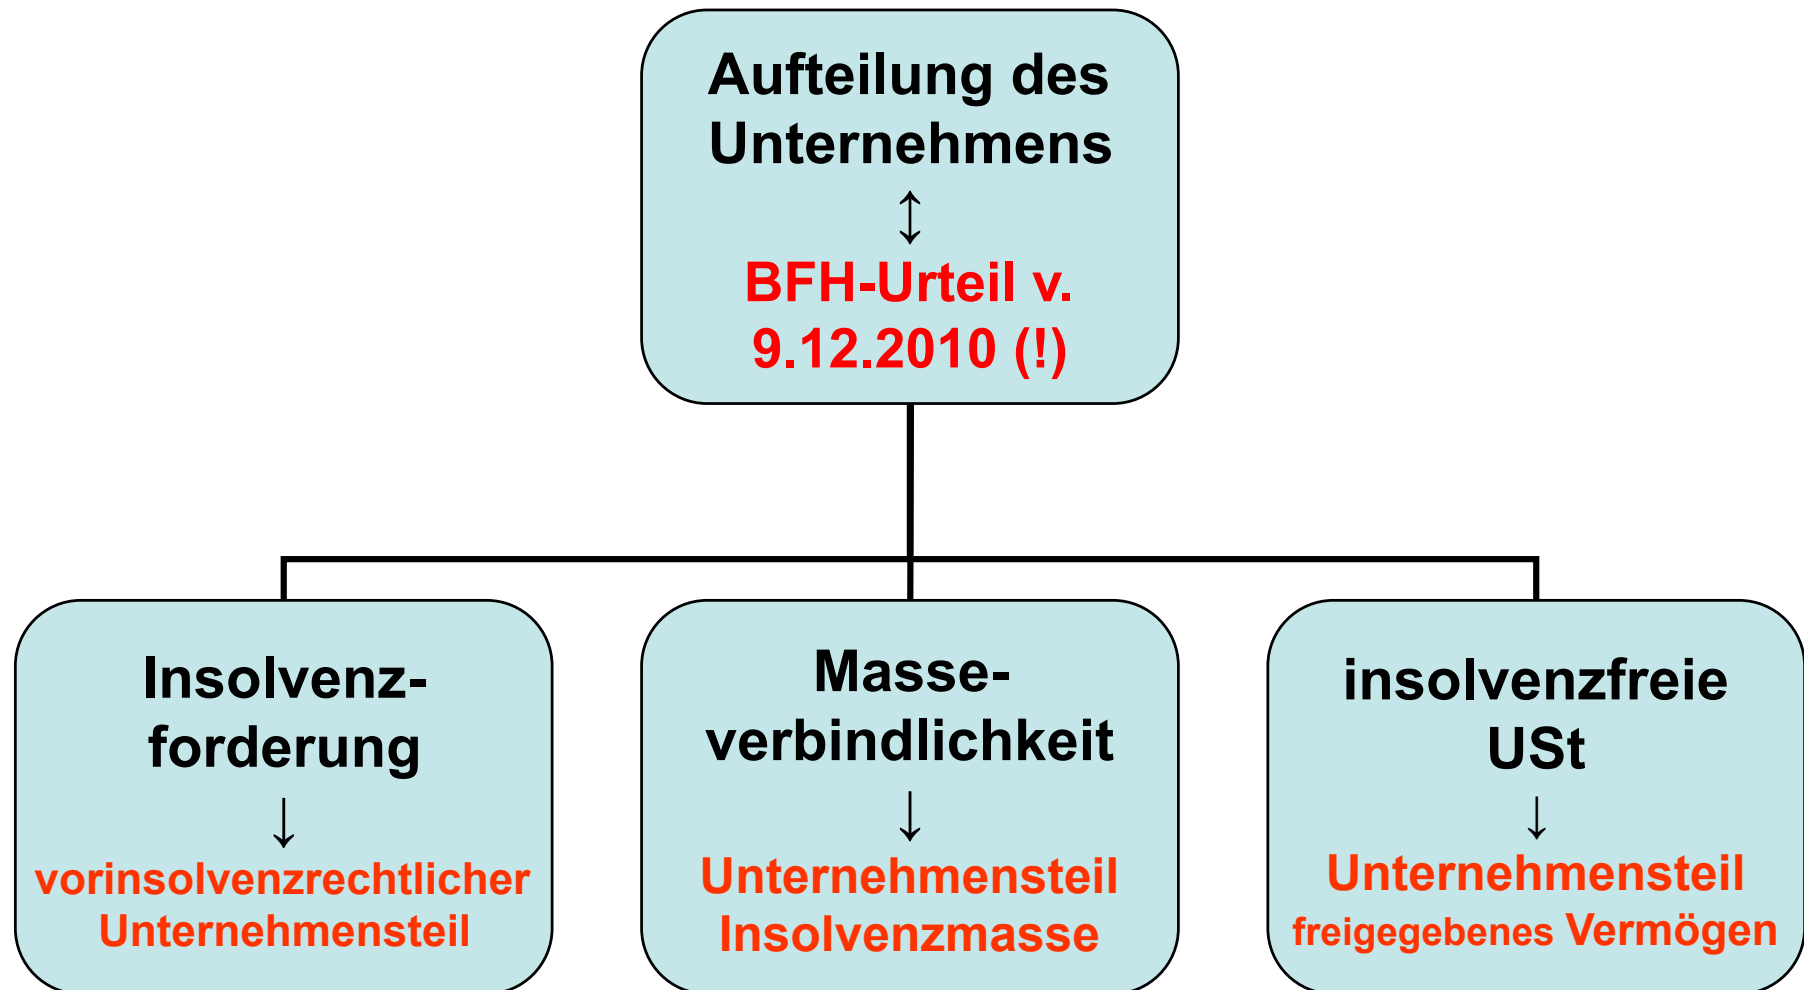 Aufteilung des
Unternehmens
↕
BFH-Urteil v.
9.12.2010 (!)
Insolvenz-
forderung
↓
vorinsolvenzrechtlicher
Unternehmensteil
Masse-
verbindlichkeit
↓
Unternehmensteil
Insolvenzmasse
insolvenzfreie
USt
↓
Unternehmensteil
freigegebenes Vermögen